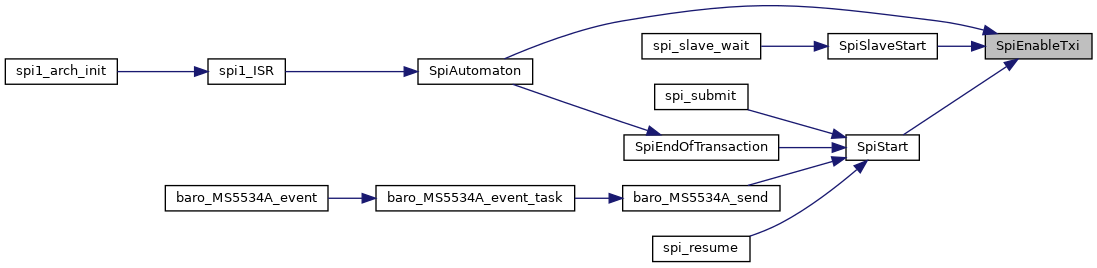 spi1_arch_init
spi1_ISR
SpiAutomaton
spi_slave_wait
SpiSlaveStart
SpiEnableTxi
spi_submit
SpiEndOfTransaction
SpiStart
baro_MS5534A_event
baro_MS5534A_event_task
baro_MS5534A_send
spi_resume